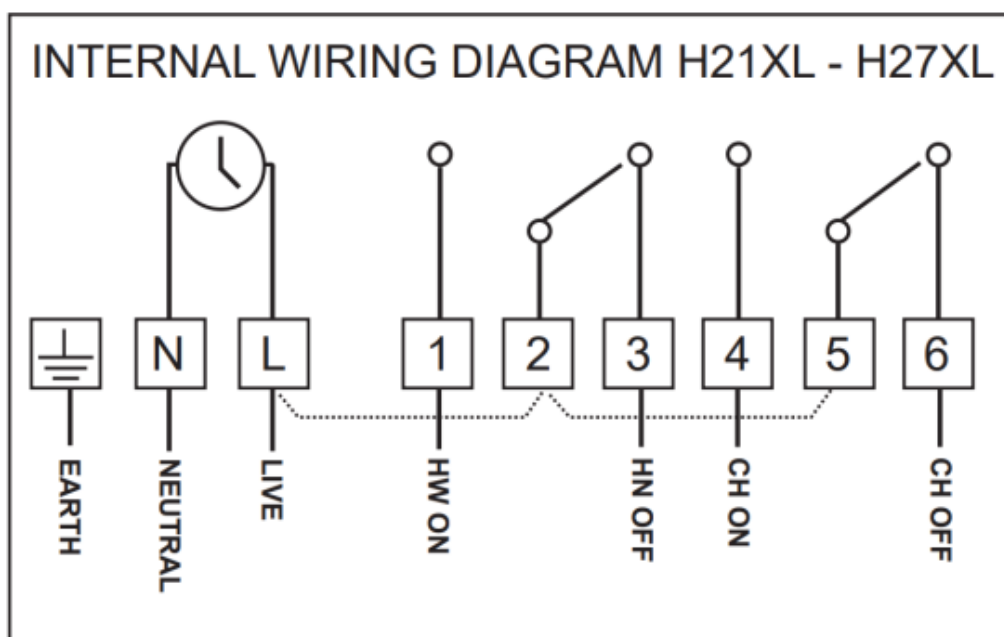 INTERNAL WIRING DIAGRAM H21XL - H27XL
N L 1 2 3 4 5 6
EARTH
NEUTRAL
LIVE
HW ON
HN OFF
CH ON
CH OFF